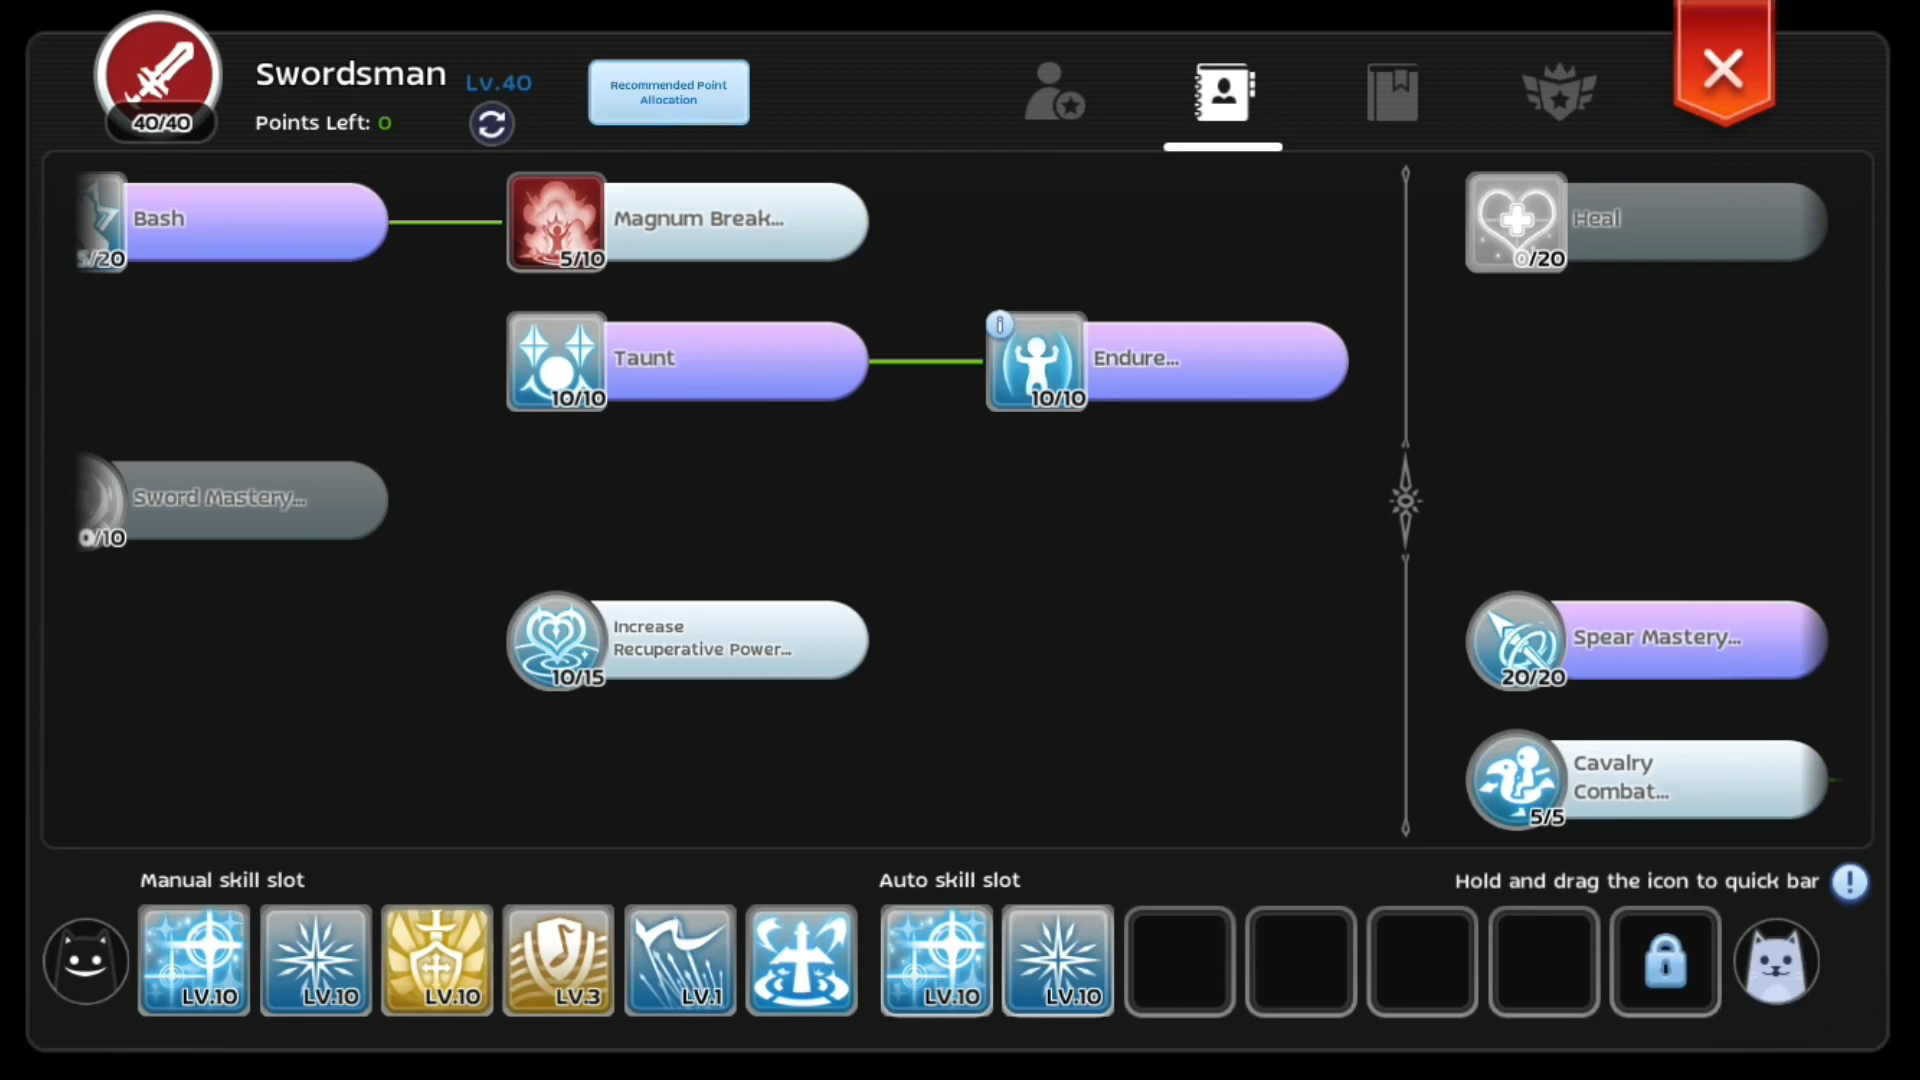 Swordsman Lv.40
Recommended Point
Allocation
40/40
Points Left: 0
Bash
/20
Magnum Break...
5/10
Heal
0/20
Taunt
10/10
i
Endure...
10/10
Sword Mastery...
0/10
Increase
Recuperative Power...
10/15
Spear Mastery...
20/20
Cavalry
Combat...
5/5
Manual skill slot
Auto skill slot
Hold and drag the icon to quick bar !
LV.10
LV.10
LV.10
LV.3
LV.1
LV.10
LV.10